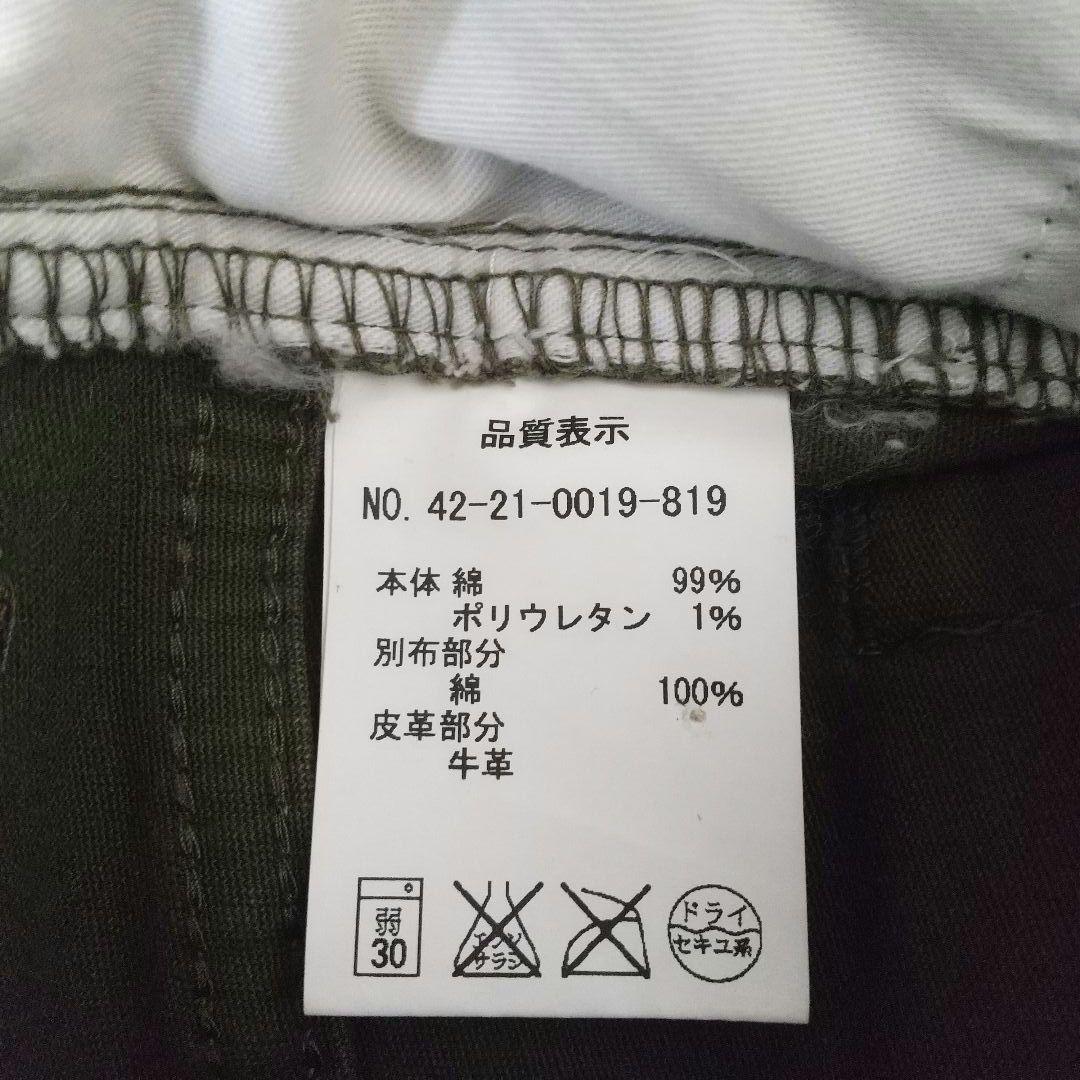 品質表示
NO. 42-21-0019-819
本体 綿 99%
ポリウレタン 1%
別布部分
綿 100%
皮革部分
牛革
弱
30
エンソ
サラシ
ドライ
セキユ系